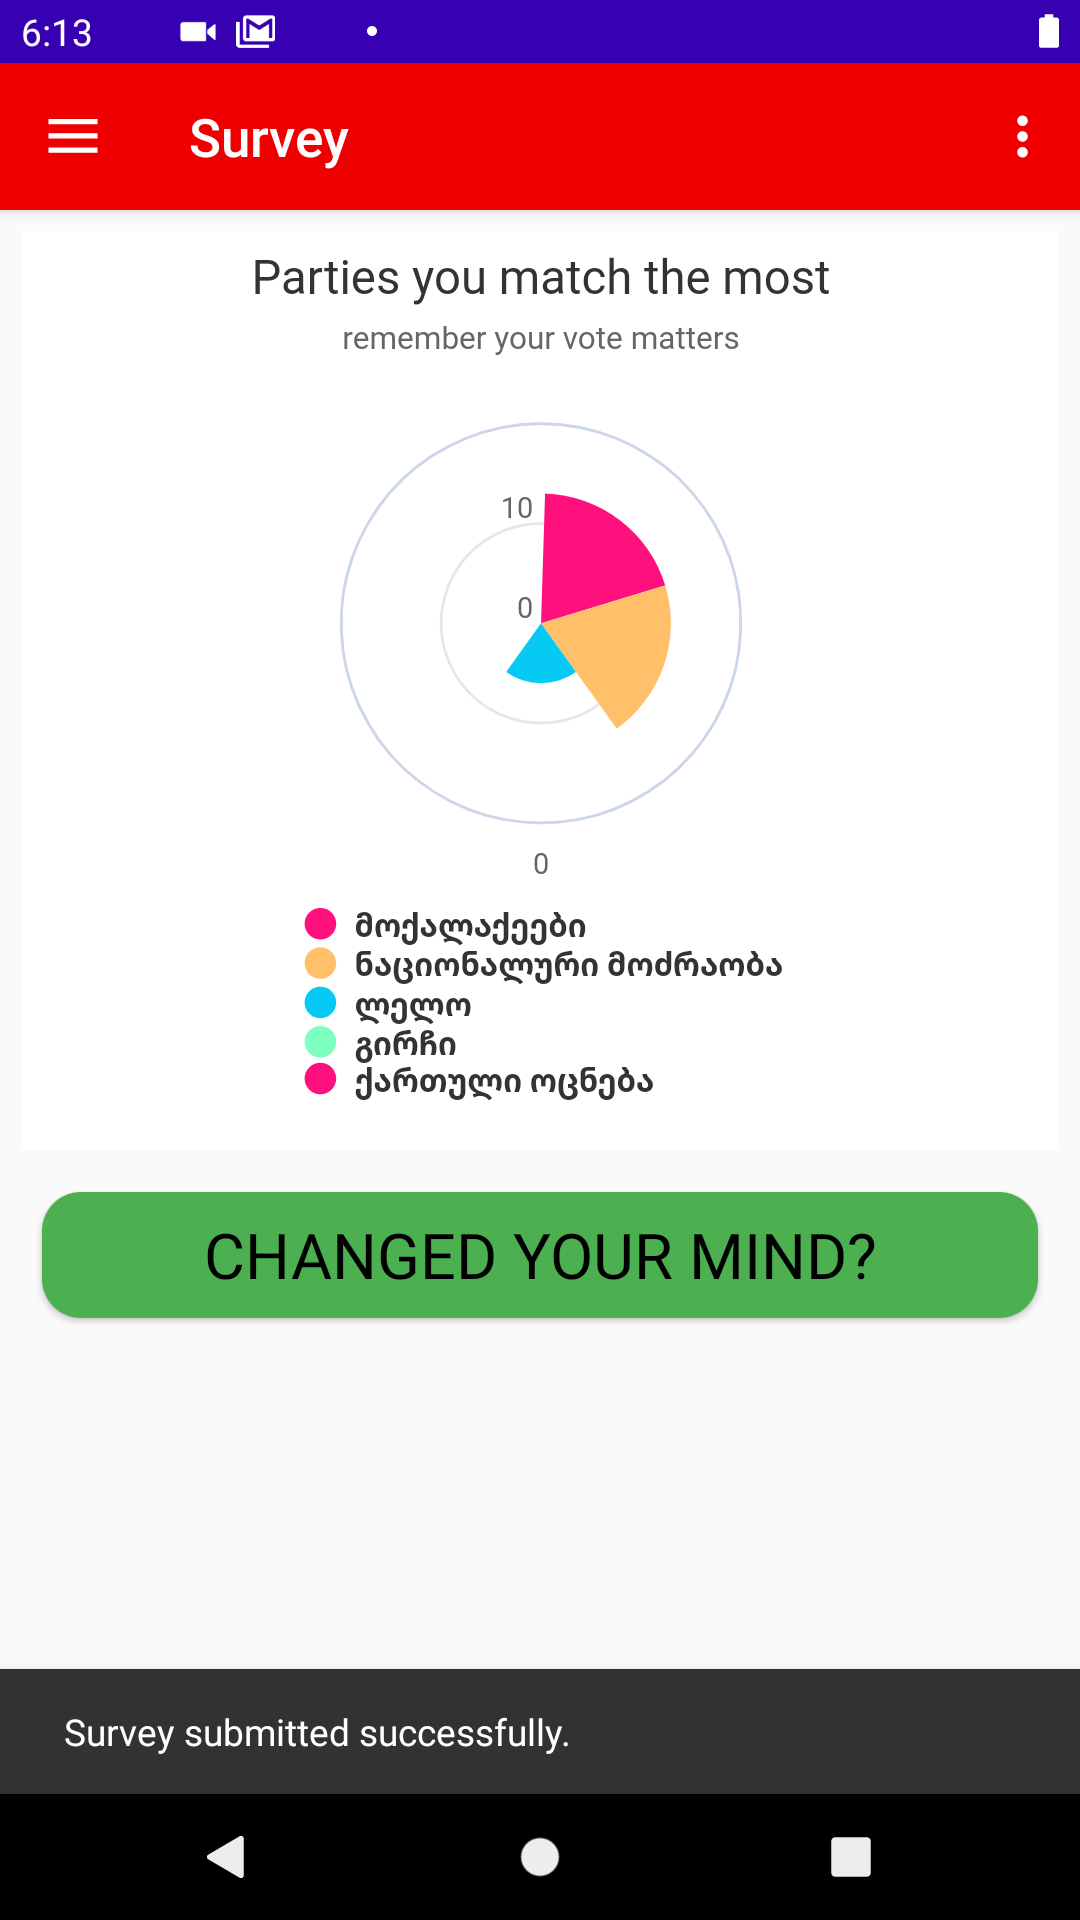 6:13
Survey
Parties you match the most
remember your vote matters
10
0
0
მოქალაქეები
ნაციონალური მოძრაობა
ლელო
გირჩი
ქართული ოცნება
CHANGED YOUR MIND?
Survey submitted successfully.